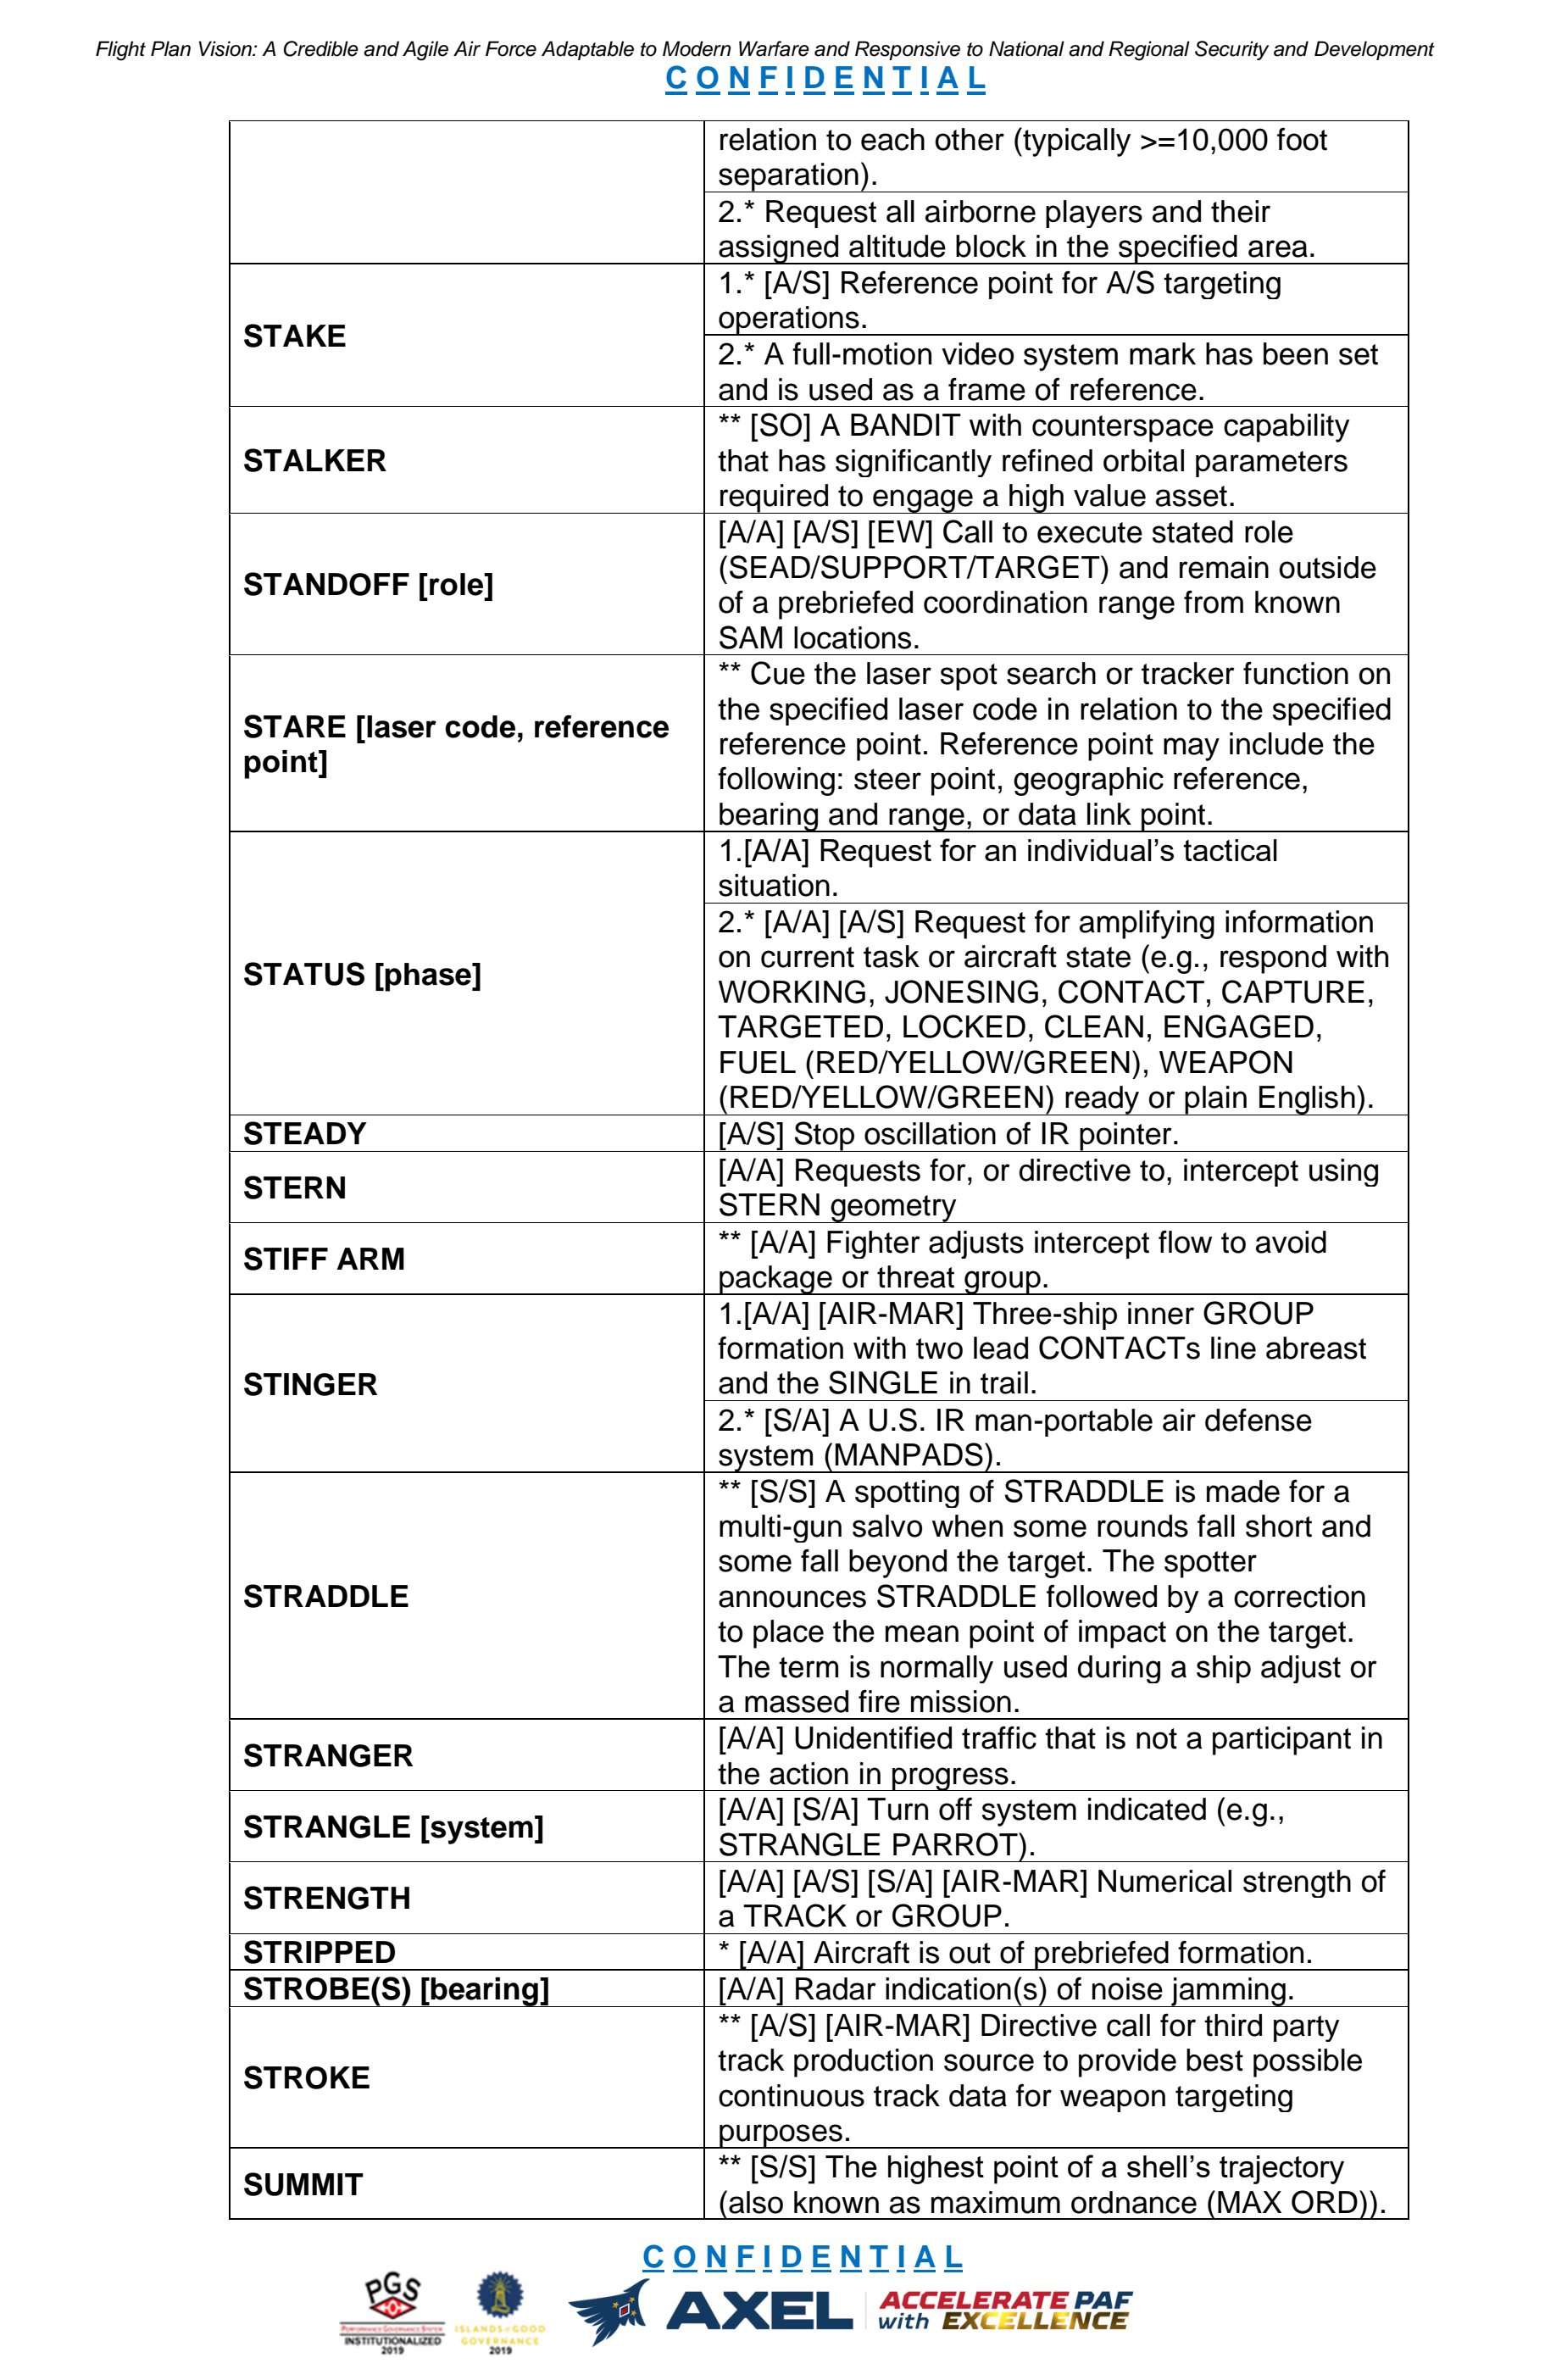 Flight Plan Vision: A Credible and Agile Air Force Adaptable to Modern Warfare and Responsive to National and Regional Security and Development
CONFIDENTIAL
relation to each other (typically >=10,000 foot
separation).
2.* Request all airborne players and their
assigned altitude block in the specified area.
STAKE
1.* [A/S] Reference point for A/S targeting
operations.
2.* A full-motion video system mark has been set
and is used as a frame of reference.
STALKER
** [SO] A BANDIT with counterspace capability
that has significantly refined orbital parameters
required to engage a high value asset.
STANDOFF [role]
[A/A] [A/S] [EW] Call to execute stated role
(SEAD/SUPPORT/TARGET) and remain outside
of a prebriefed coordination range from known
SAM locations.
STARE [laser code, reference
point]
** Cue the laser spot search or tracker function on
the specified laser code in relation to the specified
reference point. Reference point may include the
following: steer point, geographic reference,
bearing and range, or data link point.
STATUS [phase]
1.[A/A] Request for an individual’s tactical
situation.
2.* [A/A] [A/S] Request for amplifying information
on current task or aircraft state (e.g., respond with
WORKING, JONESING, CONTACT, CAPTURE,
TARGETED, LOCKED, CLEAN, ENGAGED,
FUEL (RED/YELLOW/GREEN), WEAPON
(RED/YELLOW/GREEN) ready or plain English).
STEADY
[A/S] Stop oscillation of IR pointer.
STERN
[A/A] Requests for, or directive to, intercept using
STERN geometry
STIFF ARM
** [A/A] Fighter adjusts intercept flow to avoid
package or threat group.
STINGER
1.[A/A] [AIR-MAR] Three-ship inner GROUP
formation with two lead CONTACTs line abreast
and the SINGLE in trail.
2.* [S/A] A U.S. IR man-portable air defense
system (MANPADS).
STRADDLE
** [S/S] A spotting of STRADDLE is made for a
multi-gun salvo when some rounds fall short and
some fall beyond the target. The spotter
announces STRADDLE followed by a correction
to place the mean point of impact on the target.
The term is normally used during a ship adjust or
a massed fire mission.
STRANGER
[A/A] Unidentified traffic that is not a participant in
the action in progress.
STRANGLE [system]
[A/A] [S/A] Turn off system indicated (e.g.,
STRANGLE PARROT).
STRENGTH
[A/A] [A/S] [S/A] [AIR-MAR] Numerical strength of
a TRACK or GROUP.
STRIPPED
* [A/A] Aircraft is out of prebriefed formation.
STROBE(S) [bearing]
[A/A] Radar indication(s) of noise jamming.
STROKE
** [A/S] [AIR-MAR] Directive call for third party
track production source to provide best possible
continuous track data for weapon targeting
purposes.
SUMMIT
** [S/S] The highest point of a shell’s trajectory
(also known as maximum ordnance (MAX ORD)).
CONFIDENTIAL
PGS
PERFORMANCE GOVERNANCE SYSTEM
INSTITUTIONALIZED
2019
ISLANDS of GOOD
GOVERNANCE
2019
AXEL
ACCELERATE PAF
with EXCELLENCE